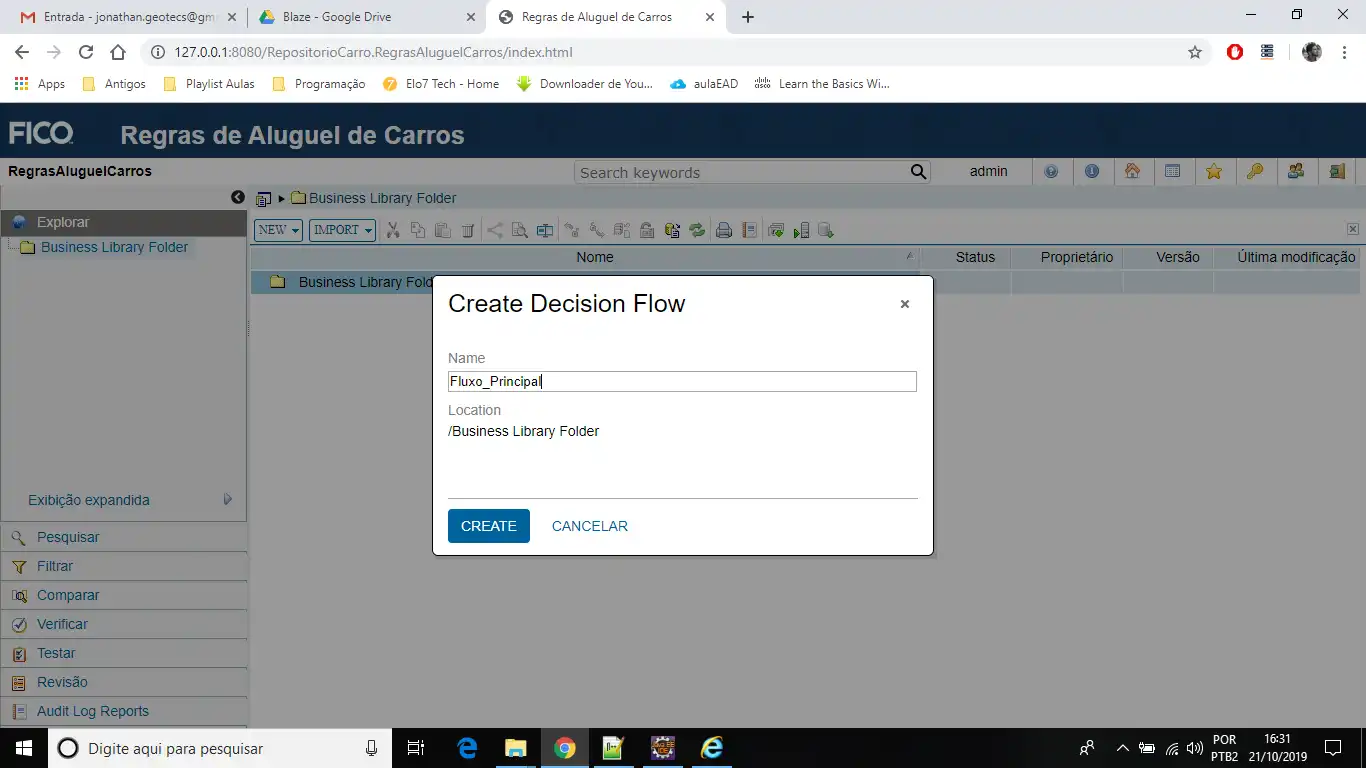 Entrada - jonathan.geotecs@gm
Blaze - Google Drive
Regras de Aluguel de Carros
127.0.0.1:8080/RepositorioCarro.RegrasAluguelCarros/index.html
Apps
Antigos
Playlist Aulas
Programação
Elo7 Tech - Home
Downloader de You...
aulaEAD
Learn the Basics Wi...
FICO
Regras de Aluguel de Carros
RegrasAluguelCarros
Search keywords
admin
Business Library Folder
Explorar
NEW
IMPORT
Business Library Folder
Nome
Status
Proprietário
Versão
Última modificação
Business Library Fold
Create Decision Flow
Name
Fluxo_Principal
Location
/Business Library Folder
CREATE
CANCELAR
Exibição expandida
Pesquisar
Filtrar
Comparar
Verificar
Testar
Revisão
Audit Log Reports
Digite aqui para pesquisar
POR
PTB2
16:31
21/10/2019